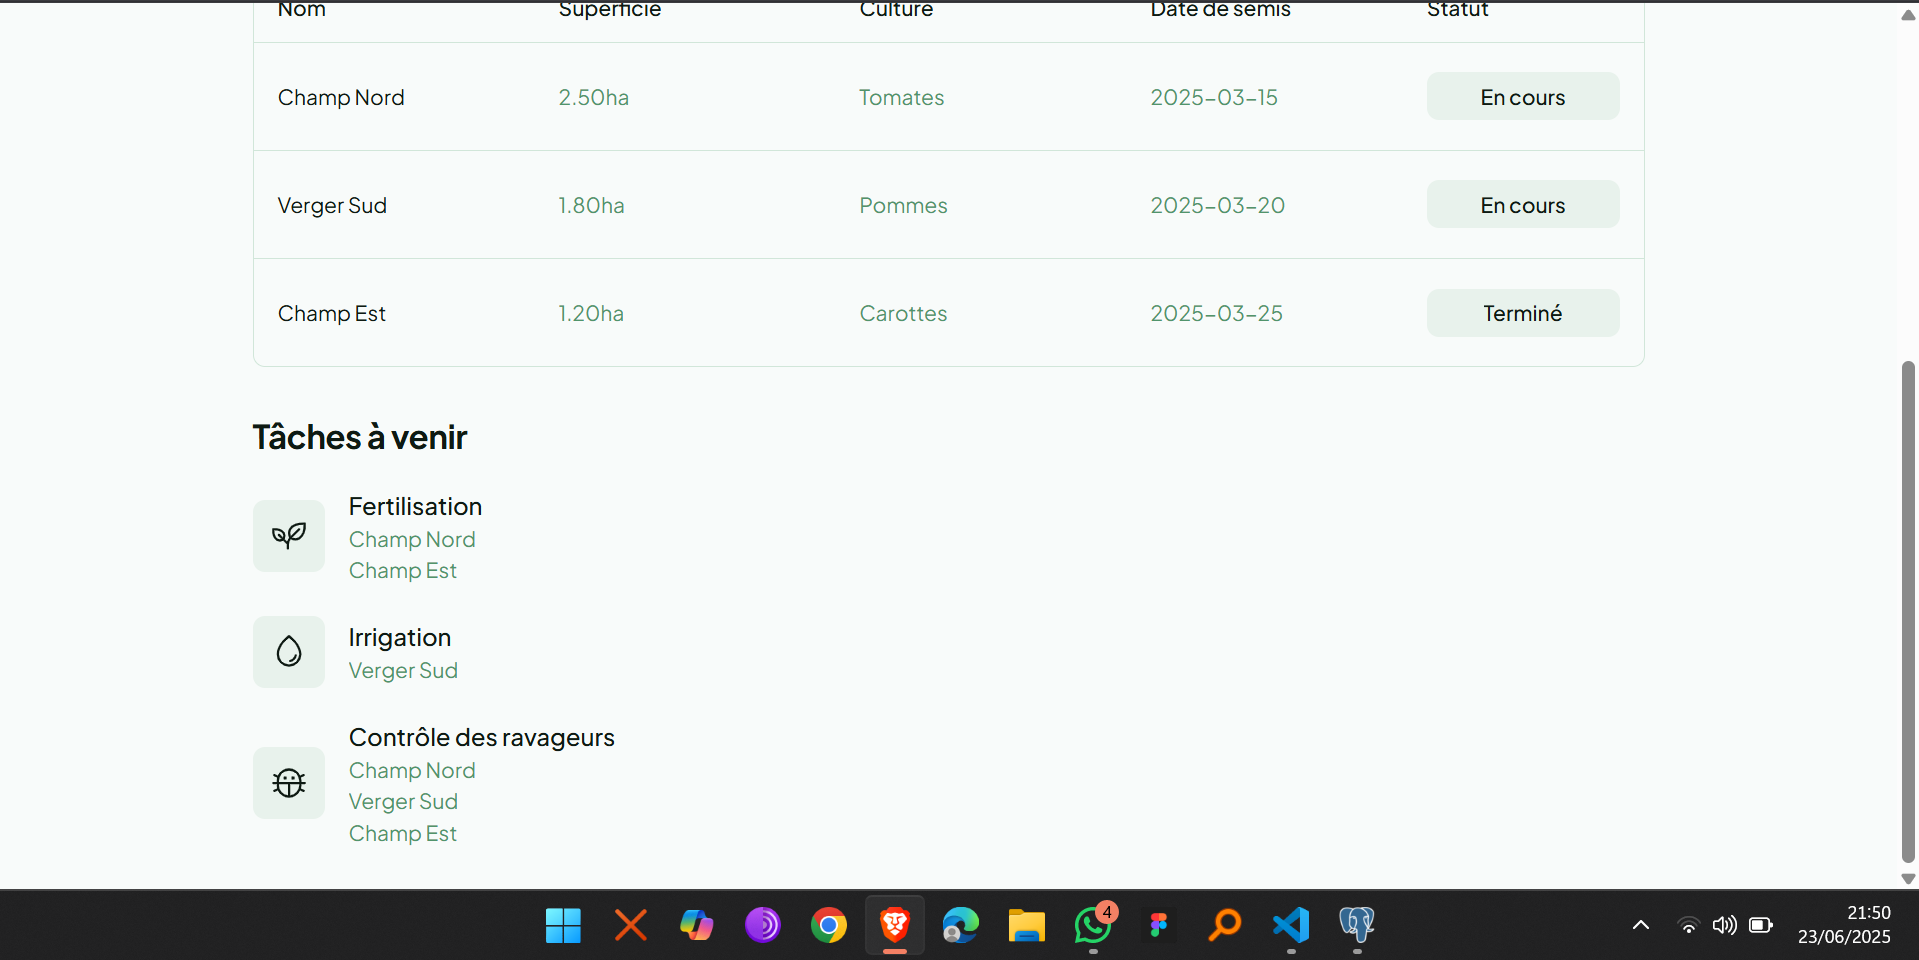 Nom Superficie Culture Date de semis Statut
Champ Nord 2.50ha Tomates 2025-03-15 En cours
Verger Sud 1.80ha Pommes 2025-03-20 En cours
Champ Est 1.20ha Carottes 2025-03-25 Terminé
Tâches à venir
Fertilisation
Champ Nord
Champ Est
Irrigation
Verger Sud
Contrôle des ravageurs
Champ Nord
Verger Sud
Champ Est
4
21:50
23/06/2025